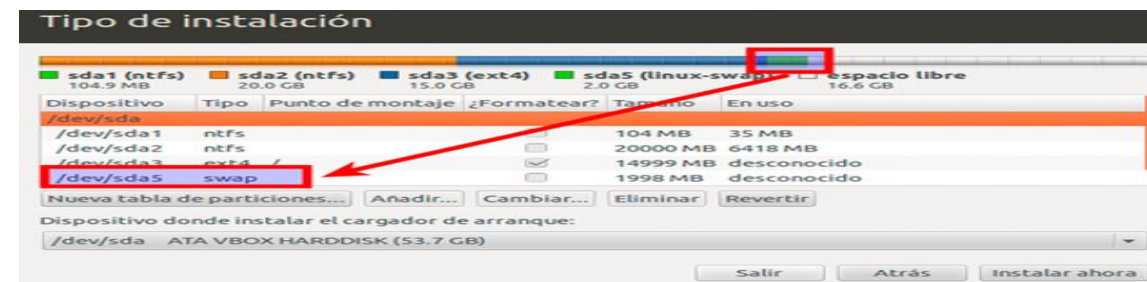 Tipo de instalación
sda1 (ntfs) sda2 (ntfs) sda3 (ext4) sda5 (linux-swap) espacio libre
104.9 MB 20.0 GB 15.0 GB 2.0 GB 16.6 GB
Dispositivo Tipo Punto de montaje ¿Formatear? Tamaño En uso
/dev/sda
/dev/sda1 ntfs 104 MB 35 MB
/dev/sda2 ntfs 20000 MB 6418 MB
/dev/sda3 ext4 / 14999 MB desconocido
/dev/sda5 swap 1998 MB desconocido
Nueva tabla de particiones... Añadir... Cambiar... Eliminar Revertir
Dispositivo donde instalar el cargador de arranque:
/dev/sda ATA VBOX HARDDISK (53.7 GB)
Salir Atrás Instalar ahora